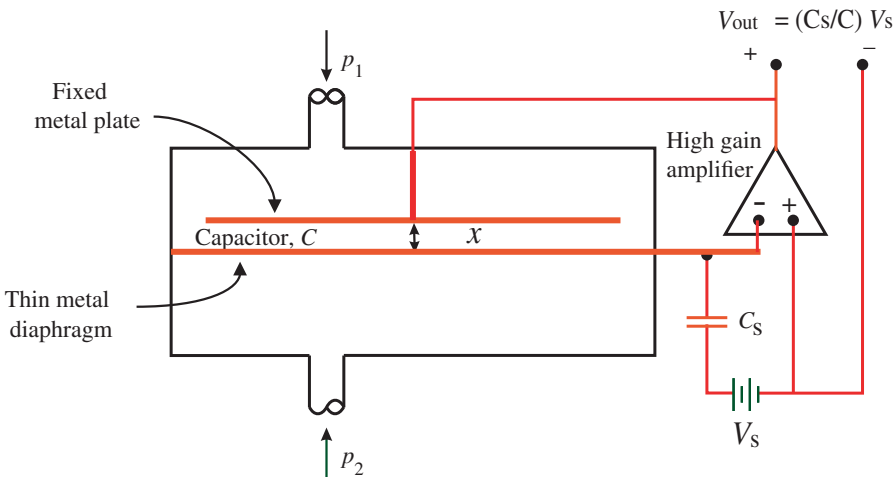 Vout = (Cs/C) Vs
+ −
p1
Fixed
metal plate
High gain
amplifier
- +
Capacitor, C
x
Thin metal
diaphragm
Cs
Vs
p2